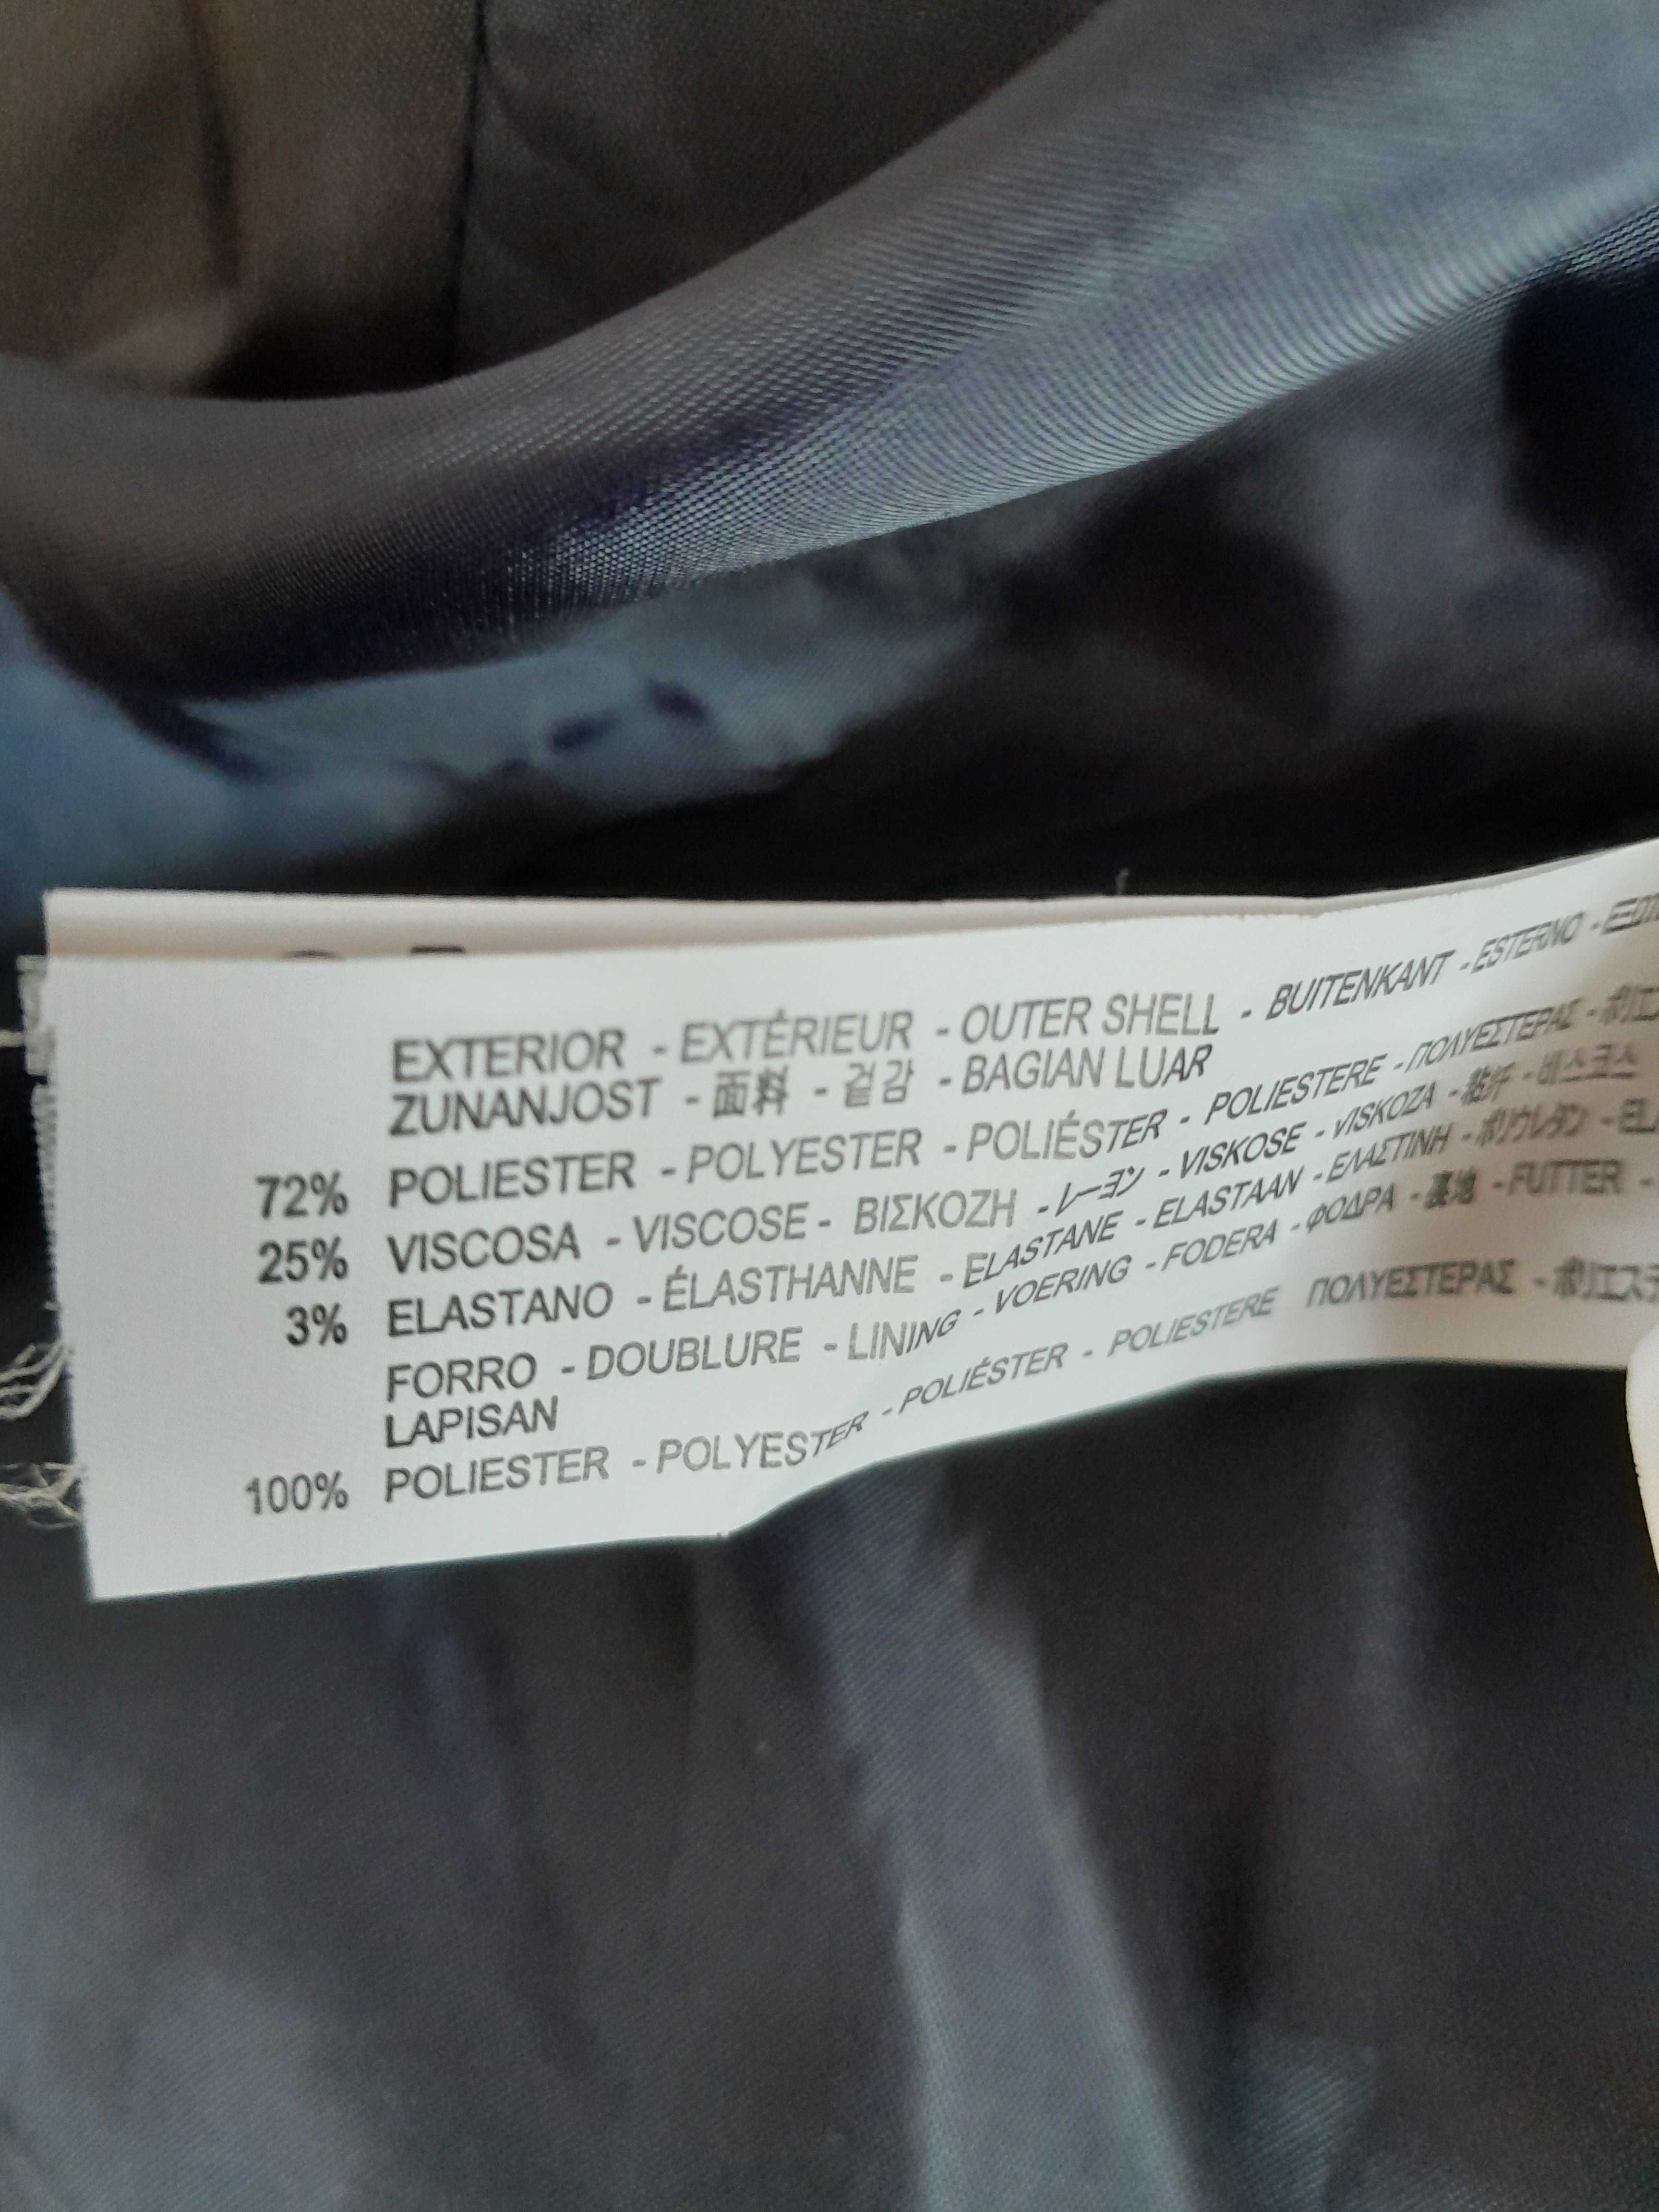 EXTERIOR - EXTÉRIEUR - OUTER SHELL - BUITENKANT - ESTERNO -
ZUNANJOST - 面料 - 겉감 - BAGIAN LUAR
72% POLIESTER - POLYESTER - POLIÉSTER - POLIESTERE - ΠΟΛΥΕΣΤΕΡΑΣ -
25% VISCOSA - VISCOSE - ΒΙΣΚΟΖΗ - レーヨン - VISKOSE - VISKOZA - 粘纤 - 비스코스
3% ELASTANO - ÉLASTHANNE - ELASTANE - ELASTAAN - ΕΛΑΣΤΙΝΗ - ポリウレタン -
FORRO - DOUBLURE - LINING - VOERING - FODERA - ΦΟΔΡΑ - 裏地 - FUTTER -
LAPISAN
100% POLIESTER - POLYESTER - POLIÉSTER - POLIESTERE ΠΟΛΥΕΣΤΕΡΑΣ -